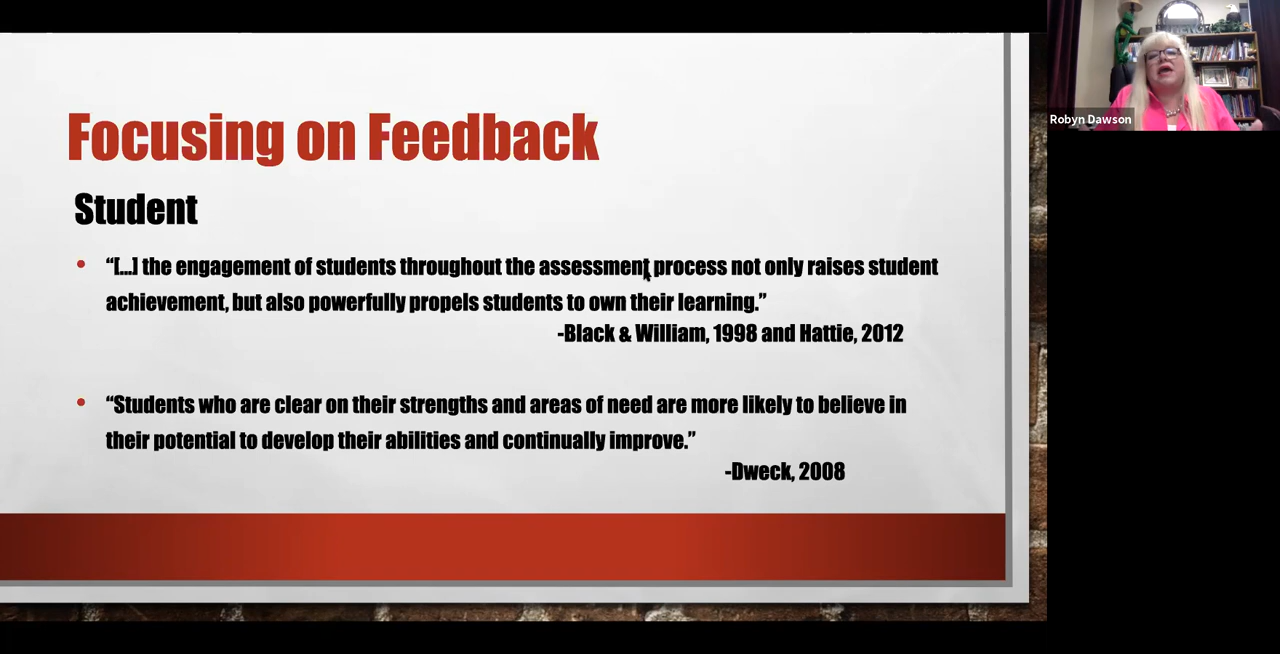 Focusing on Feedback
Student
• “[...] the engagement of students throughout the assessment process not only raises student
achievement, but also powerfully propels students to own their learning.”
-Black & William, 1998 and Hattie, 2012
• “Students who are clear on their strengths and areas of need are more likely to believe in
their potential to develop their abilities and continually improve.”
-Dweck, 2008
Robyn Dawson